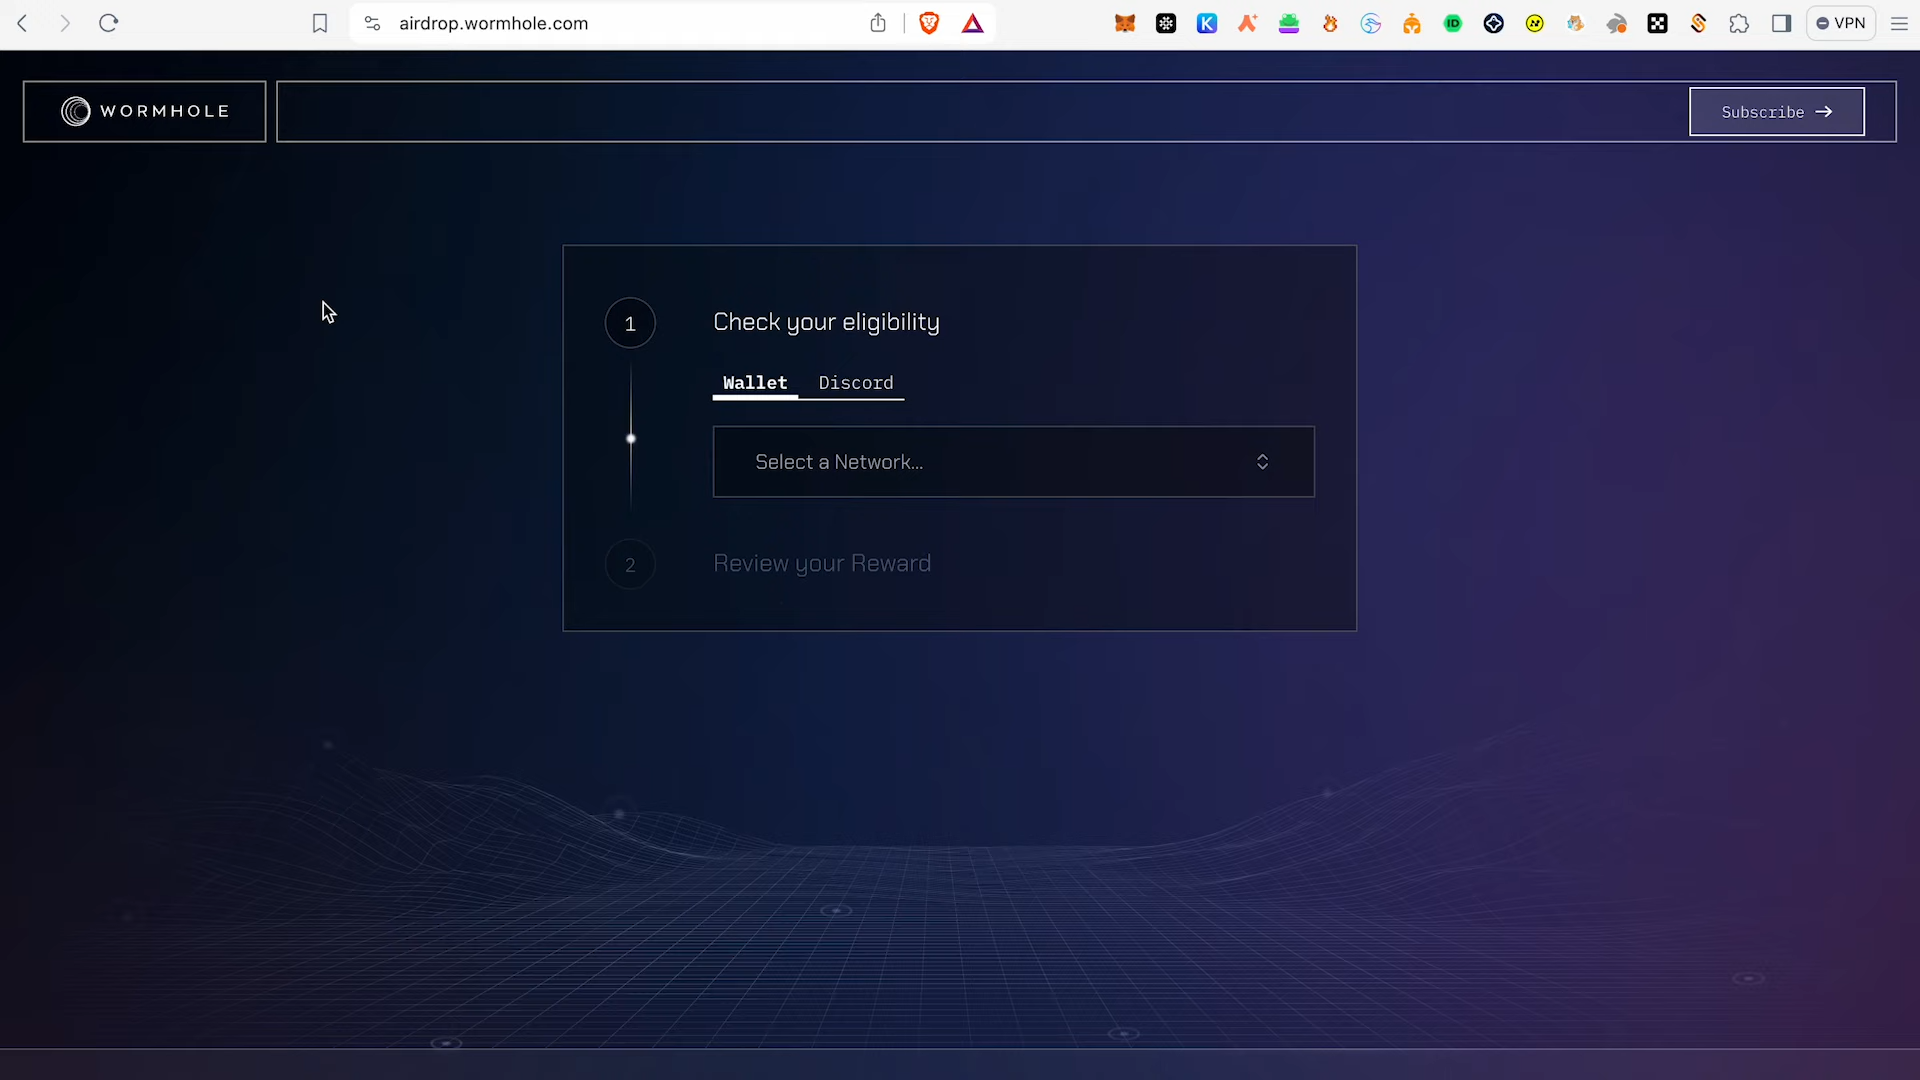 airdrop.wormhole.com
VPN
WORMHOLE
Subscribe →
1
Check your eligibility
Wallet
Discord
Select a Network...
2
Review your Reward